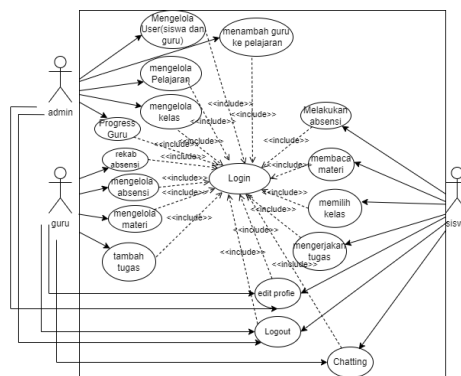 Mengelola
User(siswa dan
guru)
menambah guru
ke pelajaran
mengelola
Pelajaran
<<include>>
<<include>>
<<include>>
mengelola
kelas
<<include>>
admin
Progress
Guru
<<include>>
<<include>>
Melakukan
absensi
rekab
absensi
<<include>>
<<include>>
membaca
materi
Login
mengelola
absensi
<<include>>
<<include>>
memilih
kelas
siswa
guru
mengelola
materi
<<include>>
<<include>>
mengerjakan
tugas
tambah
tugas
<<include>>
<<include>>
<<include>>
edit profie
<<include>>
Logout
Chatting